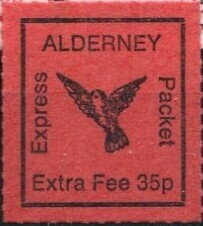 ALDERNEY
Express
Packet
Extra Fee 35p